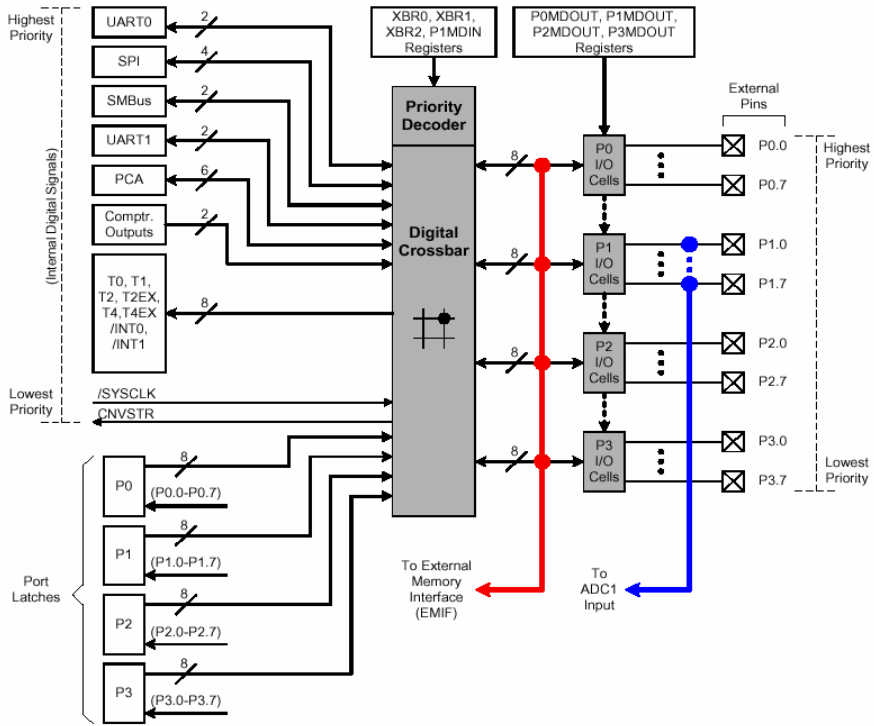 Highest
Priority
(Internal Digital Signals)
Lowest
Priority
UART0
2
SPI
4
SMBus
2
UART1
2
PCA
6
Comptr.
Outputs
2
T0, T1,
T2, T2EX,
T4,T4EX
/INT0,
/INT1
8
/SYSCLK
CNVSTR
Port
Latches
P0
8
(P0.0-P0.7)
P1
8
(P1.0-P1.7)
P2
8
(P2.0-P2.7)
P3
8
(P3.0-P3.7)
XBR0, XBR1,
XBR2, P1MDIN
Registers
Priority
Decoder
Digital
Crossbar
P0MDOUT, P1MDOUT,
P2MDOUT, P3MDOUT
Registers
8
P0
I/O
Cells
8
P1
I/O
Cells
8
P2
I/O
Cells
8
P3
I/O
Cells
External
Pins
P0.0
P0.7
P1.0
P1.7
P2.0
P2.7
P3.0
P3.7
Highest
Priority
Lowest
Priority
To External
Memory
Interface
(EMIF)
To
ADC1
Input